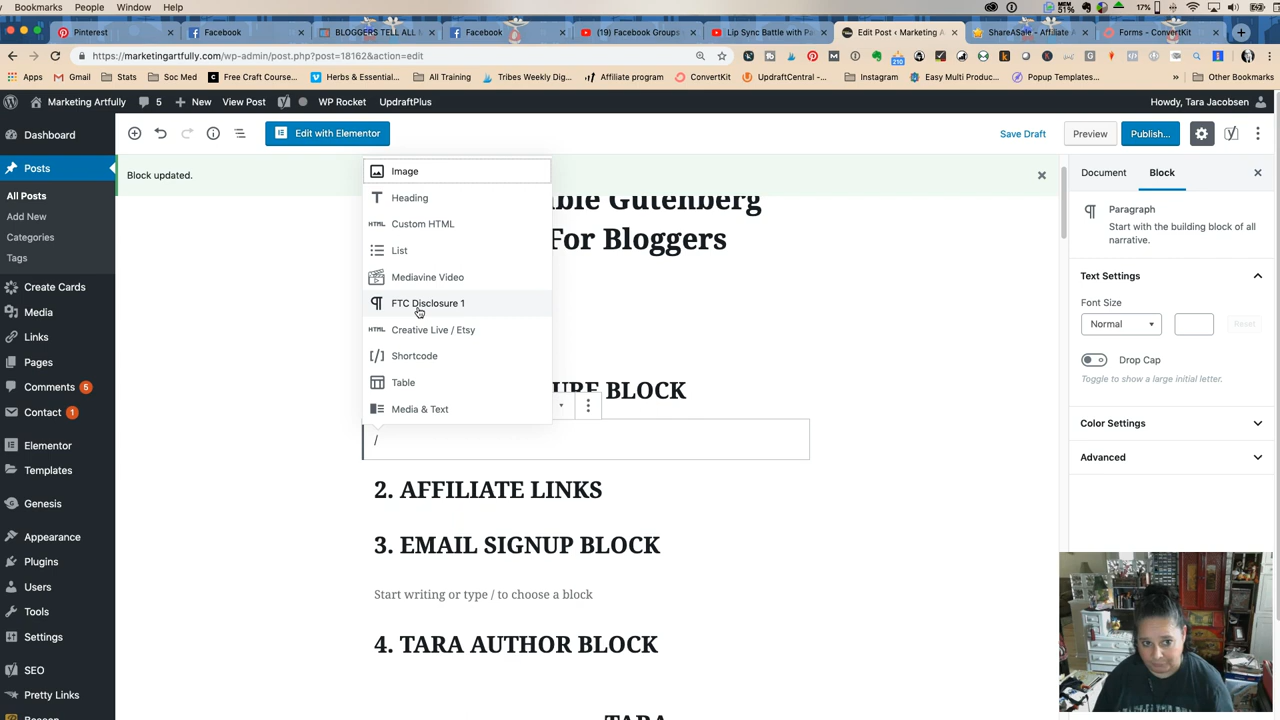 Bookmarks People Window Help
51% 17%
Pinterest Facebook BLOGGERS TELL ALL Facebook (19) Facebook Groups Lip Sync Battle with Pa Edit Post ‹ Marketing A ShareASale - Affiliate Forms - ConvertKit
https://marketingartfully.com/wp-admin/post.php?post=18162&action=edit
210
Apps Gmail Stats Soc Med Free Craft Course... Herbs & Essential... All Training Tribes Weekly Dig... Affiliate program ConvertKit UpdraftCentral -... Instagram Easy Multi Produc... Popup Templates... » Other Bookmarks
Marketing Artfully 5 New View Post WP Rocket UpdraftPlus Howdy, Tara Jacobsen
Dashboard
Posts
All Posts
Add New
Categories
Tags
Create Cards
Media
Links
Pages
Comments 5
Contact 1
Elementor
Templates
Genesis
Appearance
Plugins
Users
Tools
Settings
SEO
Pretty Links
Edit with Elementor Save Draft Preview Publish...
Block updated.
Image
Heading
HTML Custom HTML
List
Mediavine Video
FTC Disclosure 1
HTML Creative Live / Etsy
[/] Shortcode
Table
Media & Text
ble Gutenberg
For Bloggers
URE BLOCK
/
2. AFFILIATE LINKS
3. EMAIL SIGNUP BLOCK
Start writing or type / to choose a block
4. TARA AUTHOR BLOCK
TARA
Document Block
Paragraph
Start with the building block of all
narrative.
Text Settings
Font Size
Normal Reset
Drop Cap
Toggle to show a large initial letter.
Color Settings
Advanced